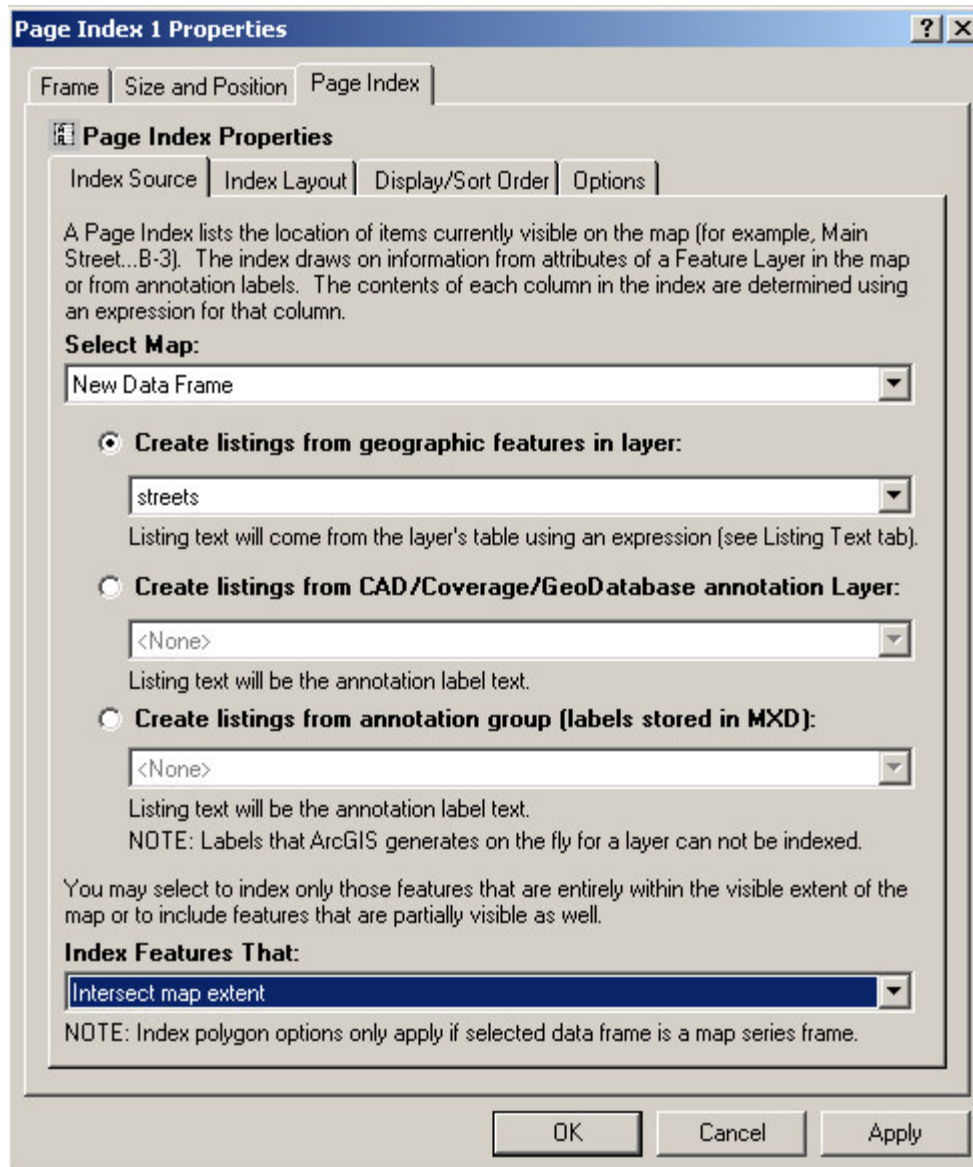 Page Index 1 Properties
Frame Size and Position Page Index
Page Index Properties
Index Source Index Layout Display/Sort Order Options
A Page Index lists the location of items currently visible on the map (for example, Main
Street...B-3). The index draws on information from attributes of a Feature Layer in the map
or from annotation labels. The contents of each column in the index are determined using
an expression for that column.
Select Map:
New Data Frame
Create listings from geographic features in layer:
streets
Listing text will come from the layer's table using an expression (see Listing Text tab).
Create listings from CAD/Coverage/GeoDatabase annotation Layer:
<None>
Listing text will be the annotation label text.
Create listings from annotation group (labels stored in MXD):
<None>
Listing text will be the annotation label text.
NOTE: Labels that ArcGIS generates on the fly for a layer can not be indexed.
You may select to index only those features that are entirely within the visible extent of the
map or to include features that are partially visible as well.
Index Features That:
Intersect map extent
NOTE: Index polygon options only apply if selected data frame is a map series frame.
OK Cancel Apply